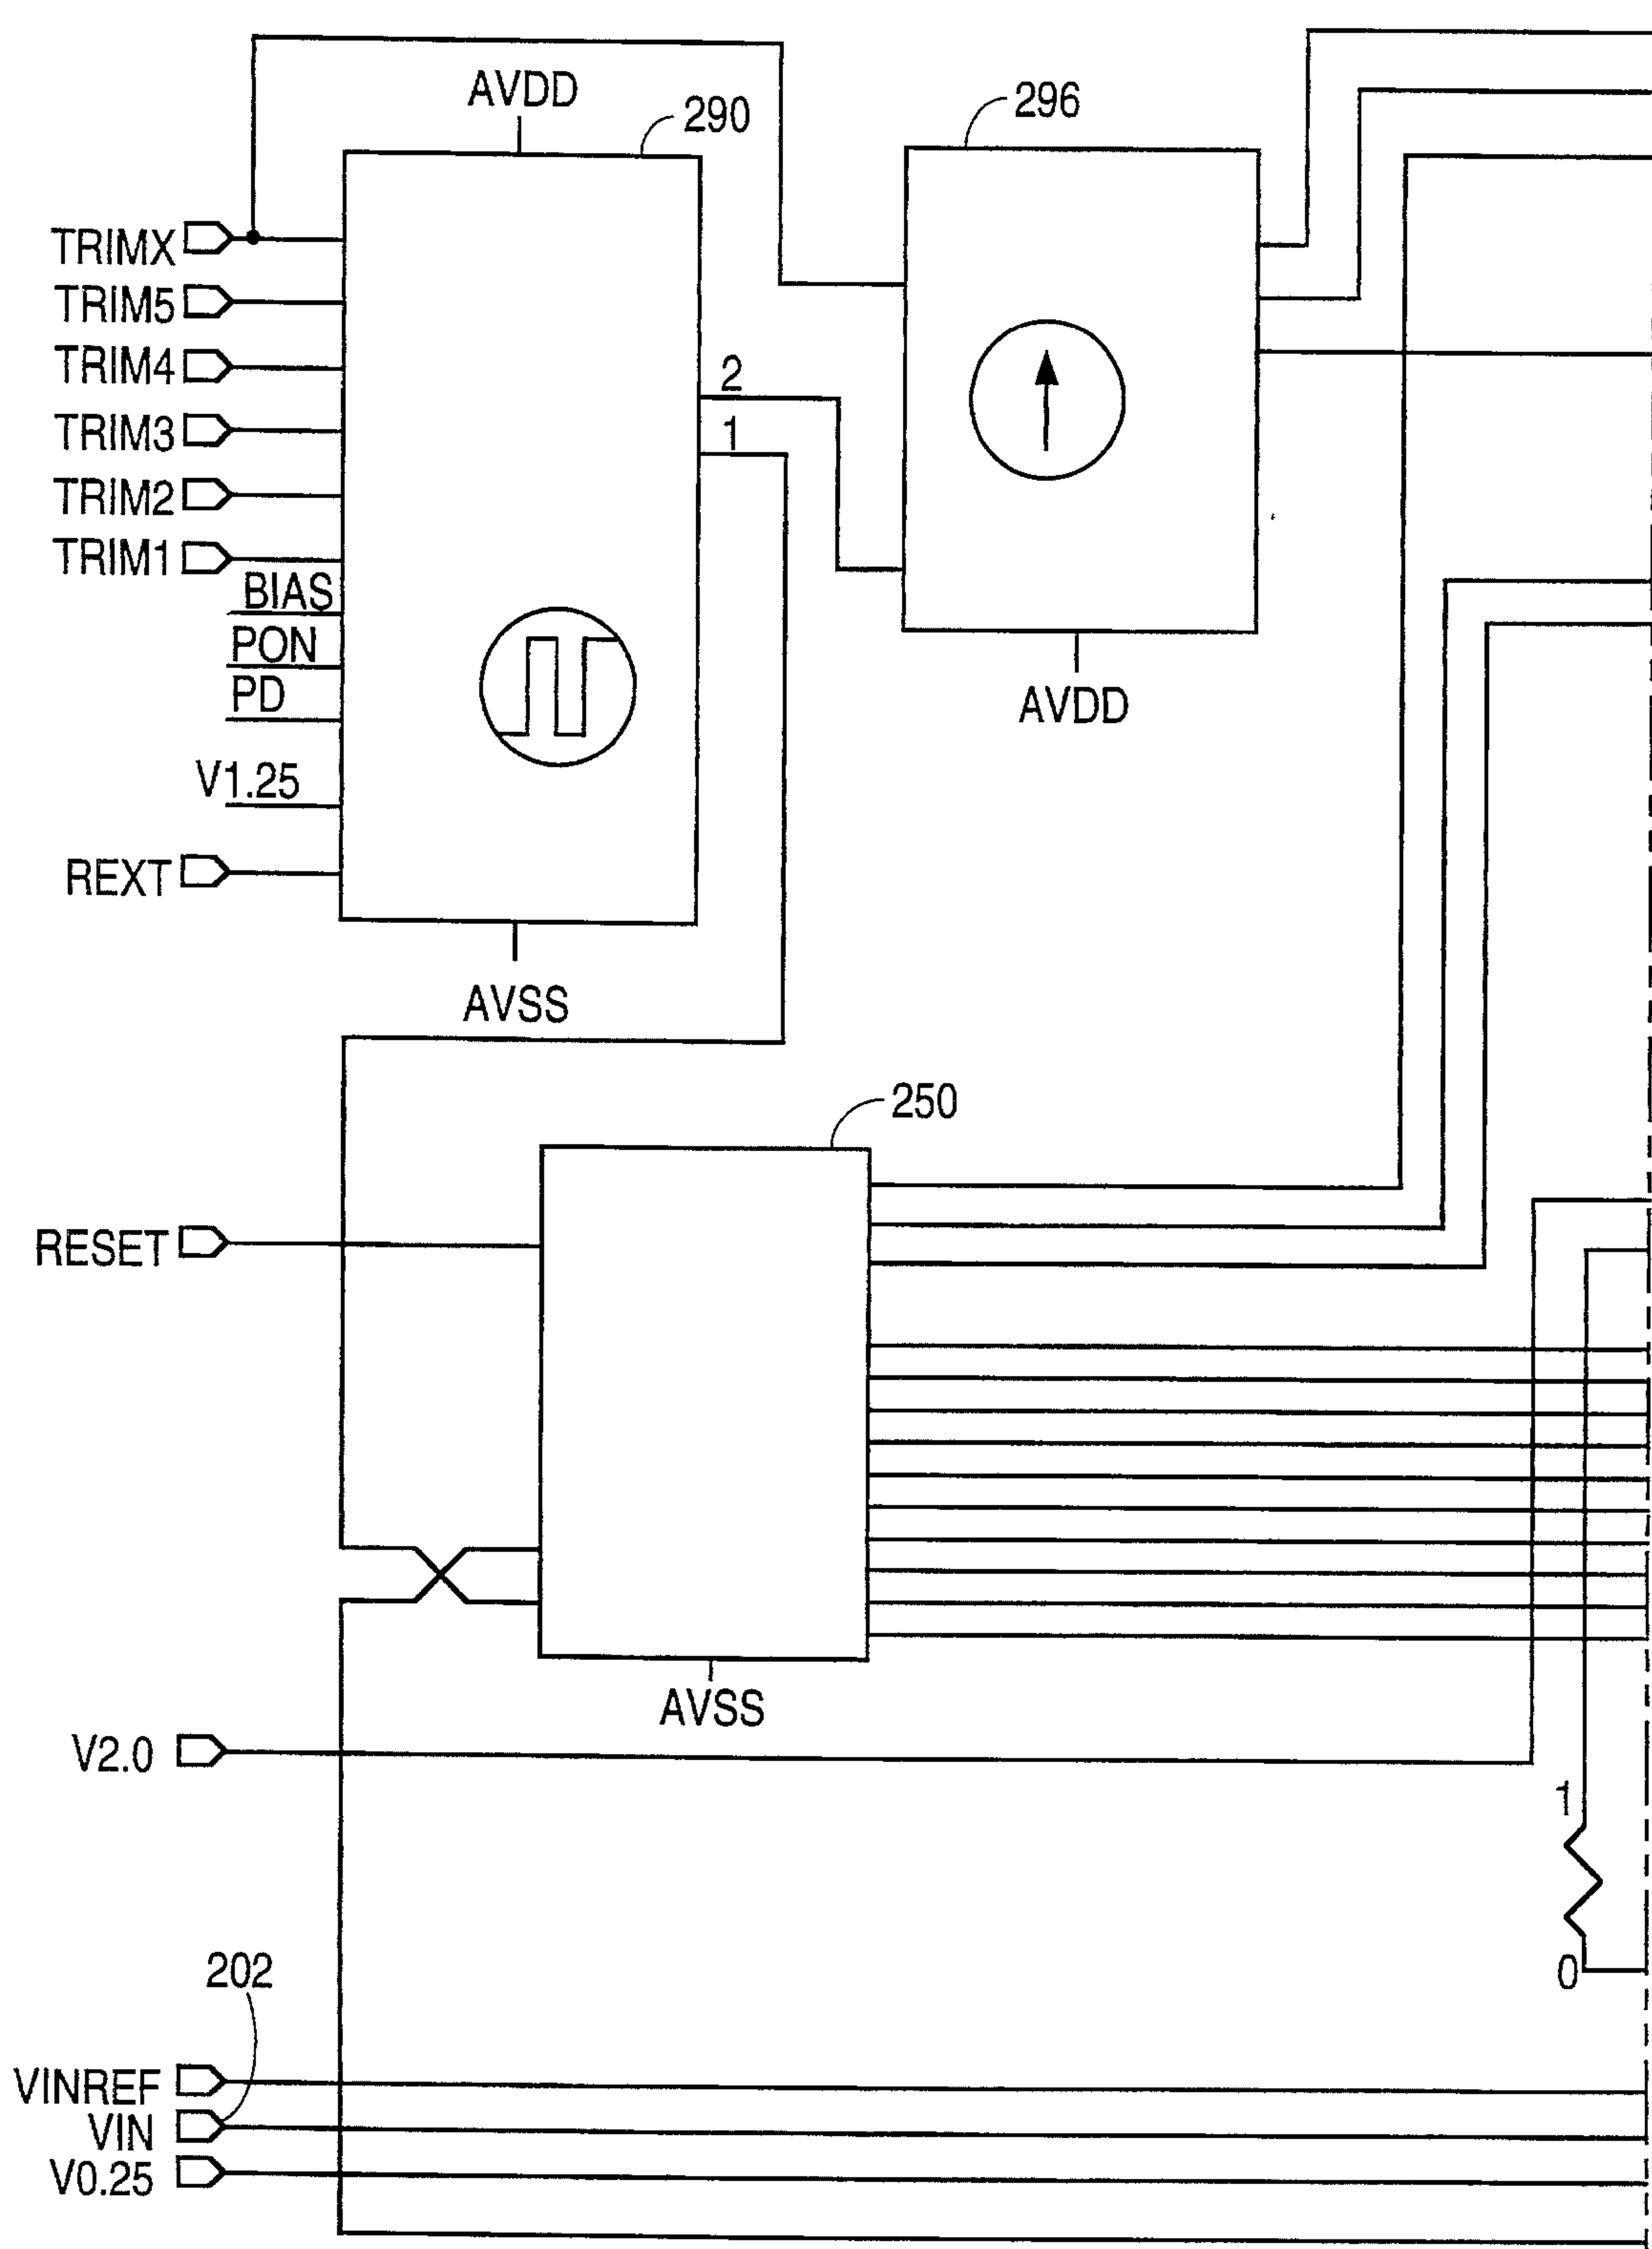 AVDD
290
296
TRIMX
TRIM5
TRIM4
TRIM3
TRIM2
TRIM1
BIAS
PON
PD
V1.25
REXT
2
1
AVDD
AVSS
250
RESET
AVSS
V2.0
1
0
202
VINREF
VIN
V0.25